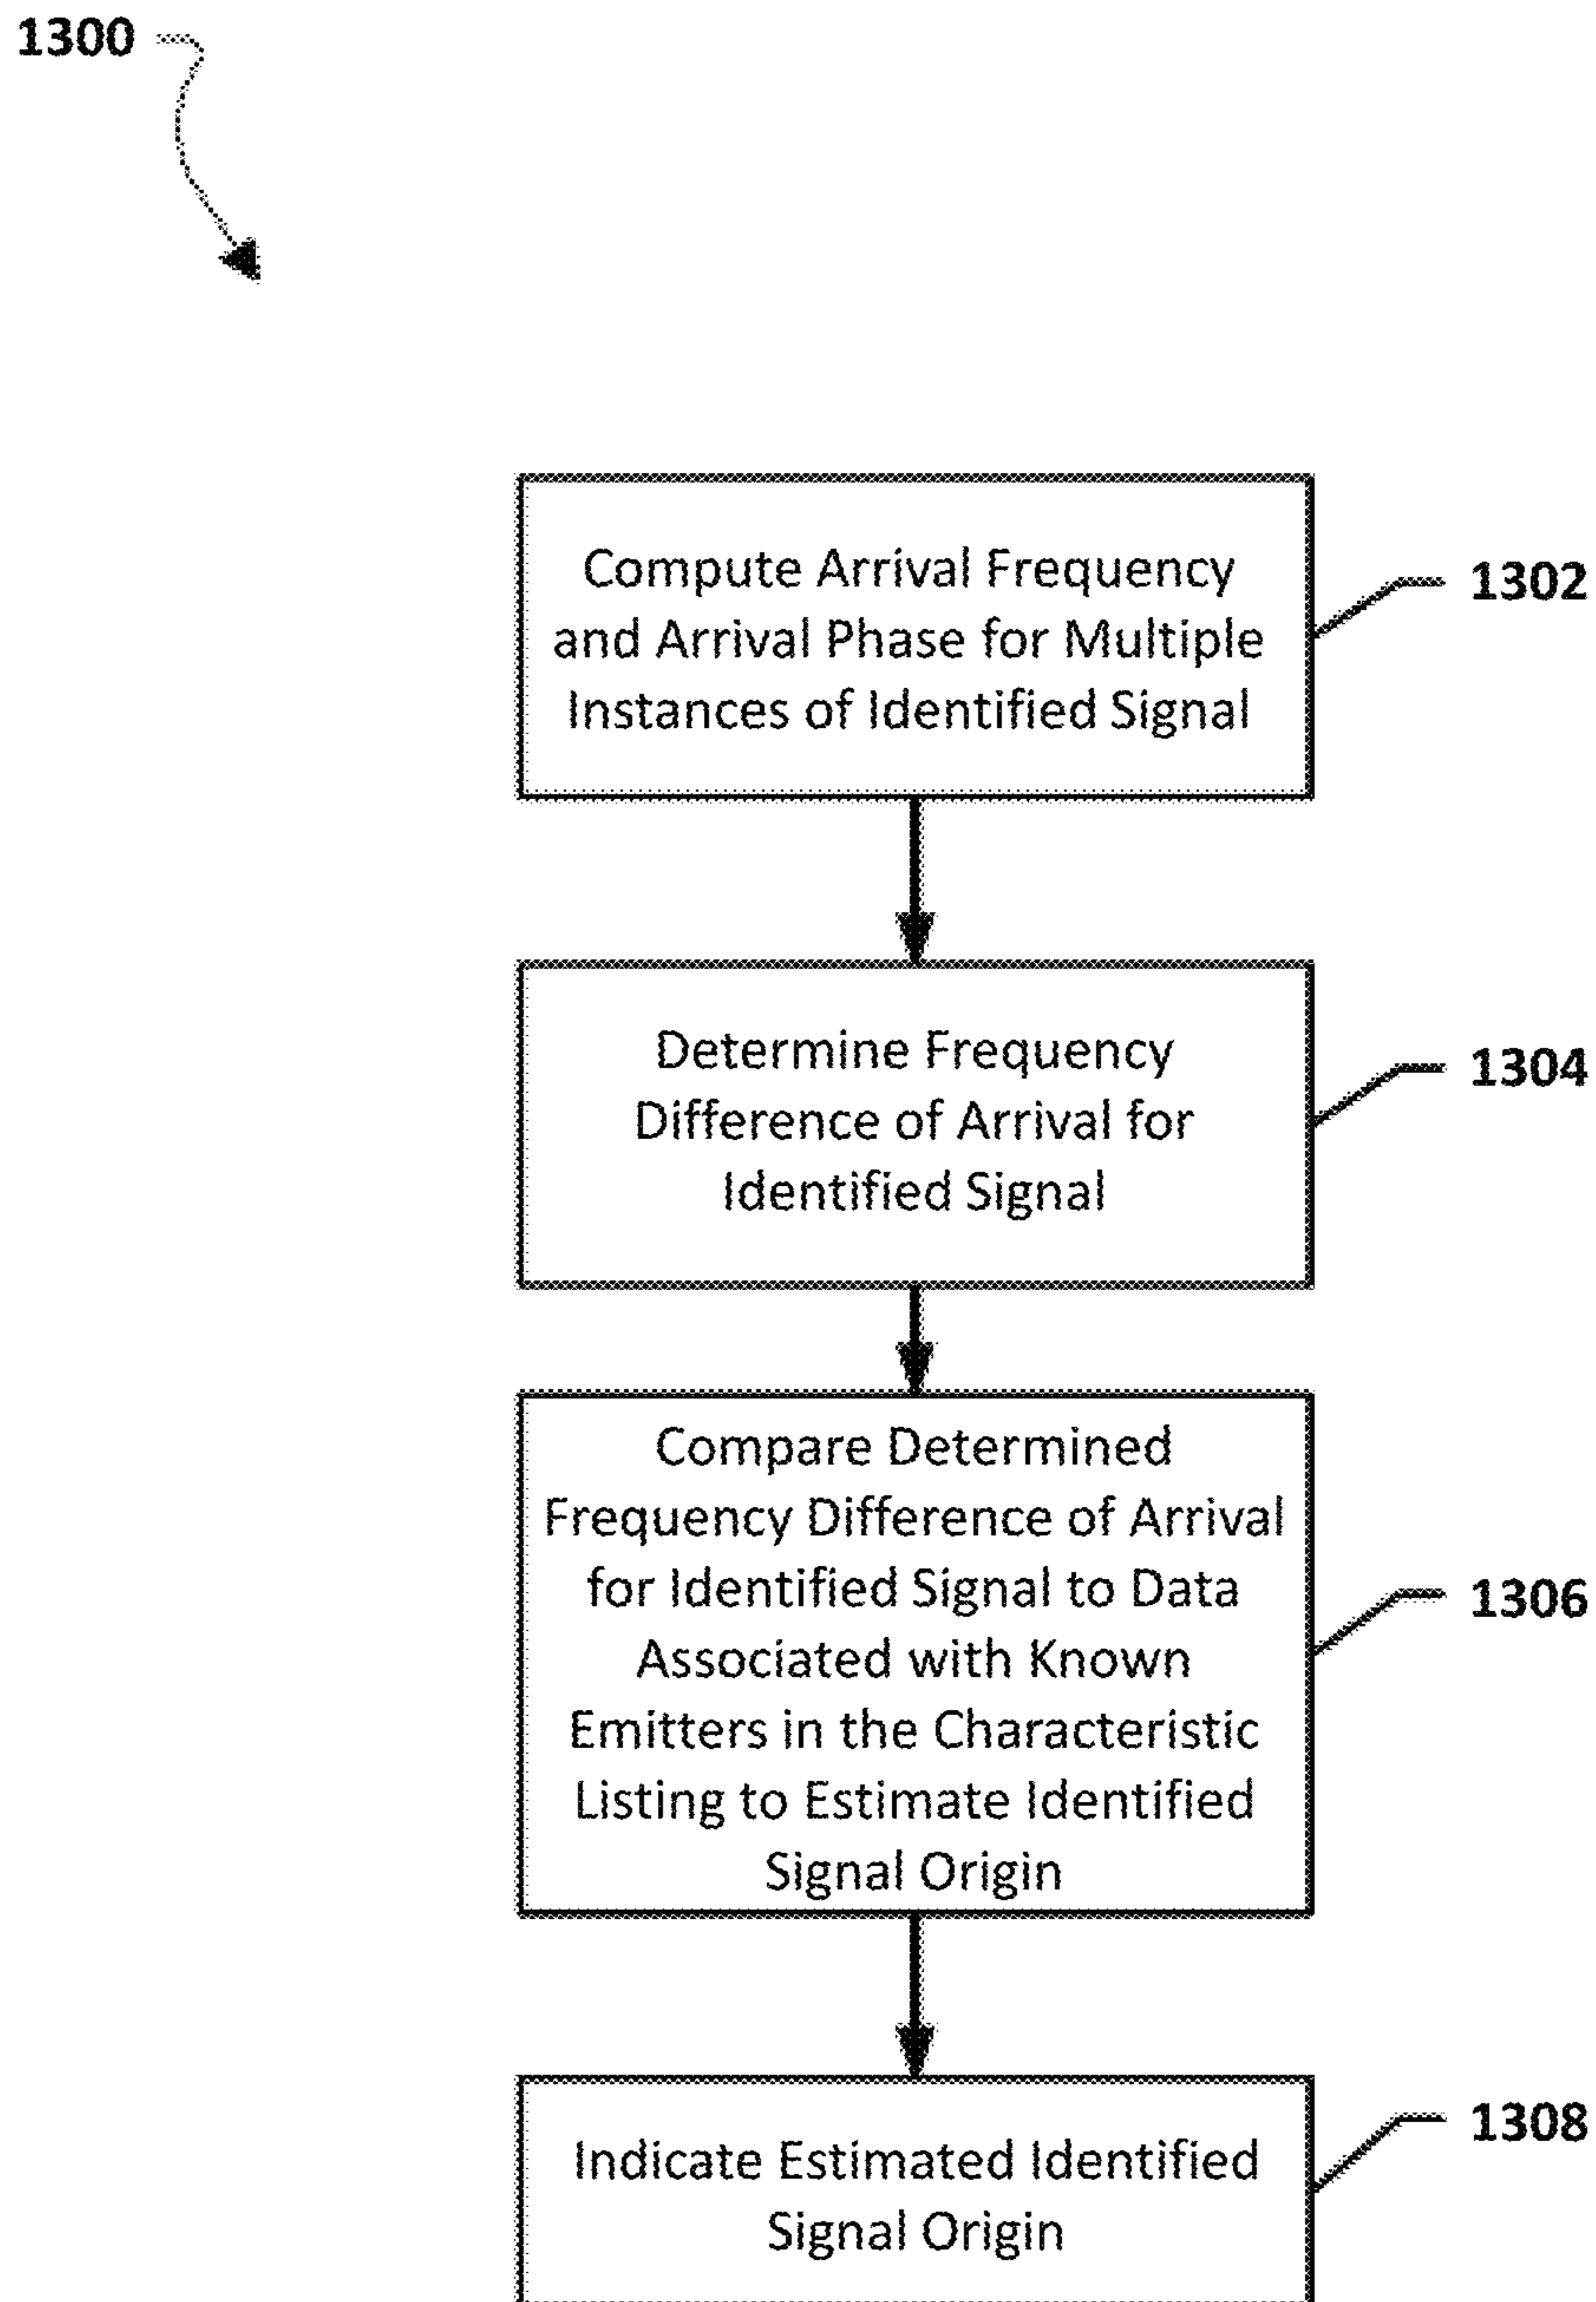 1300
Compute Arrival Frequency
and Arrival Phase for Multiple
Instances of Identified Signal
1302
Determine Frequency
Difference of Arrival for
Identified Signal
1304
Compare Determined
Frequency Difference of Arrival
for Identified Signal to Data
Associated with Known
Emitters in the Characteristic
Listing to Estimate Identified
Signal Origin
1306
Indicate Estimated Identified
Signal Origin
1308